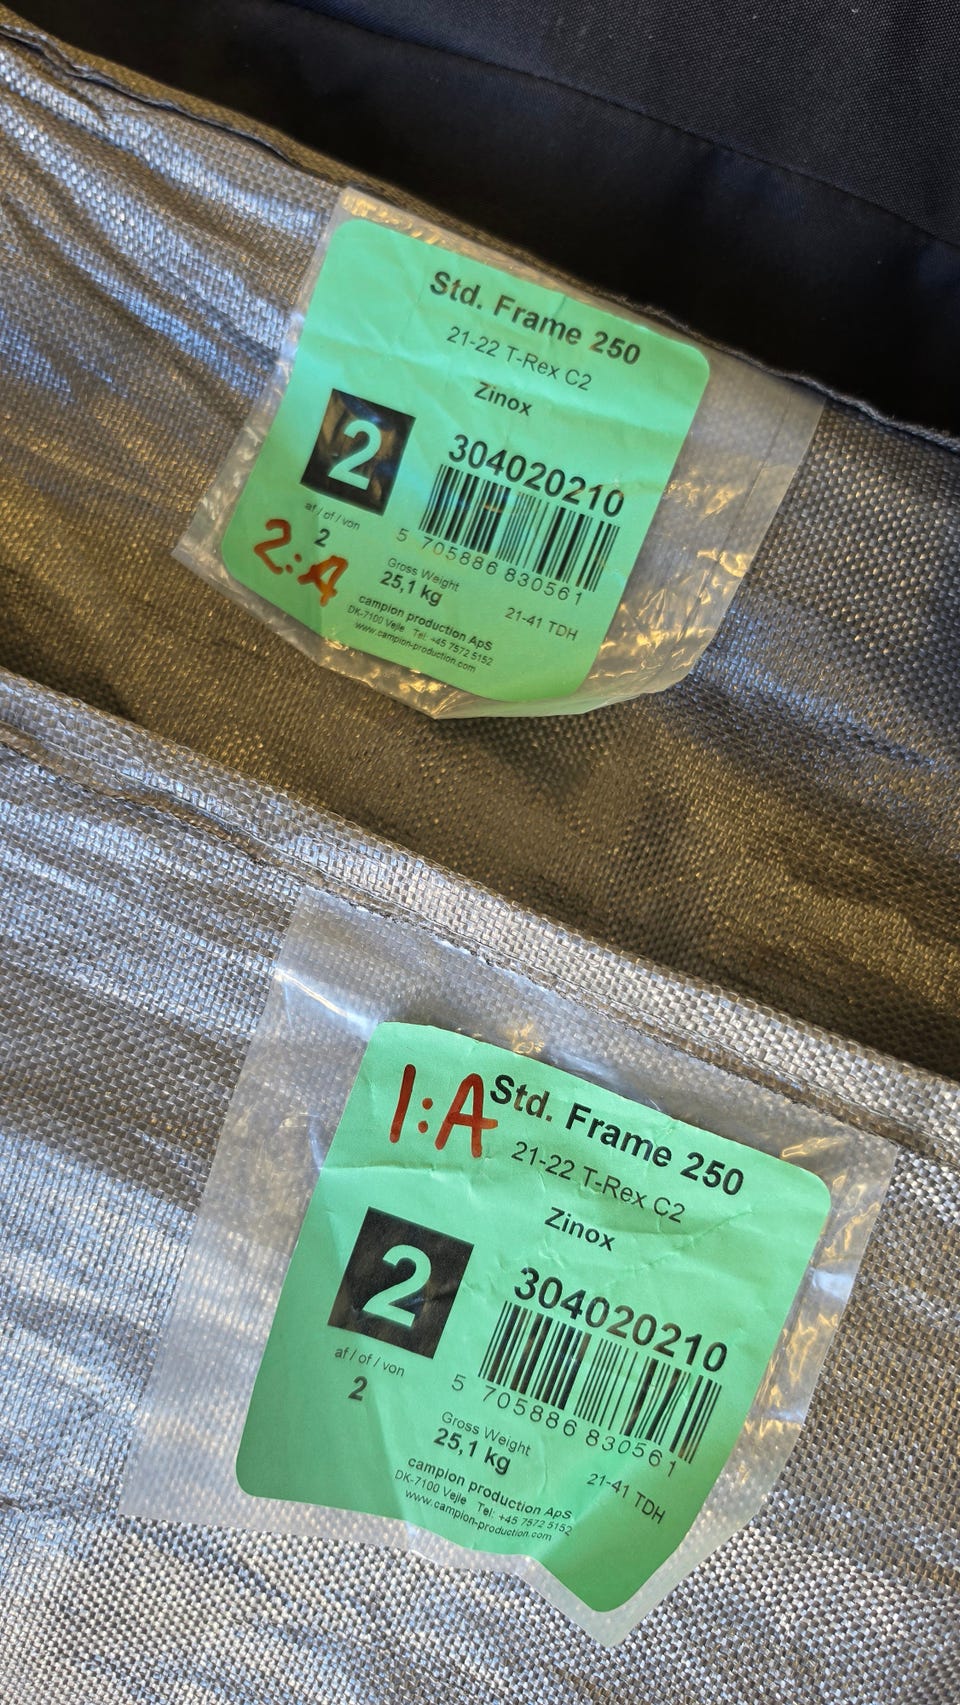 Std. Frame 250
21-22 T-Rex C2
Zinox
2
304020210
af / of / von
2
5 705886 830561
2:A
Gross Weight
25,1 kg
21-41 TDH
campion production ApS
DK-7100 Vejle Tel: +45 7572 5152
www.campion-production.com
1:A
Std. Frame 250
21-22 T-Rex C2
Zinox
2
304020210
af / of / von
2
5 705886 830561
Gross Weight
25,1 kg
21-41 TDH
campion production ApS
DK-7100 Vejle Tel: +45 7572 5152
www.campion-production.com